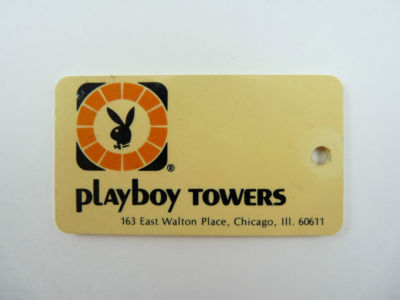 ®
playboy TOWERS
163 East Walton Place, Chicago, Ill. 60611